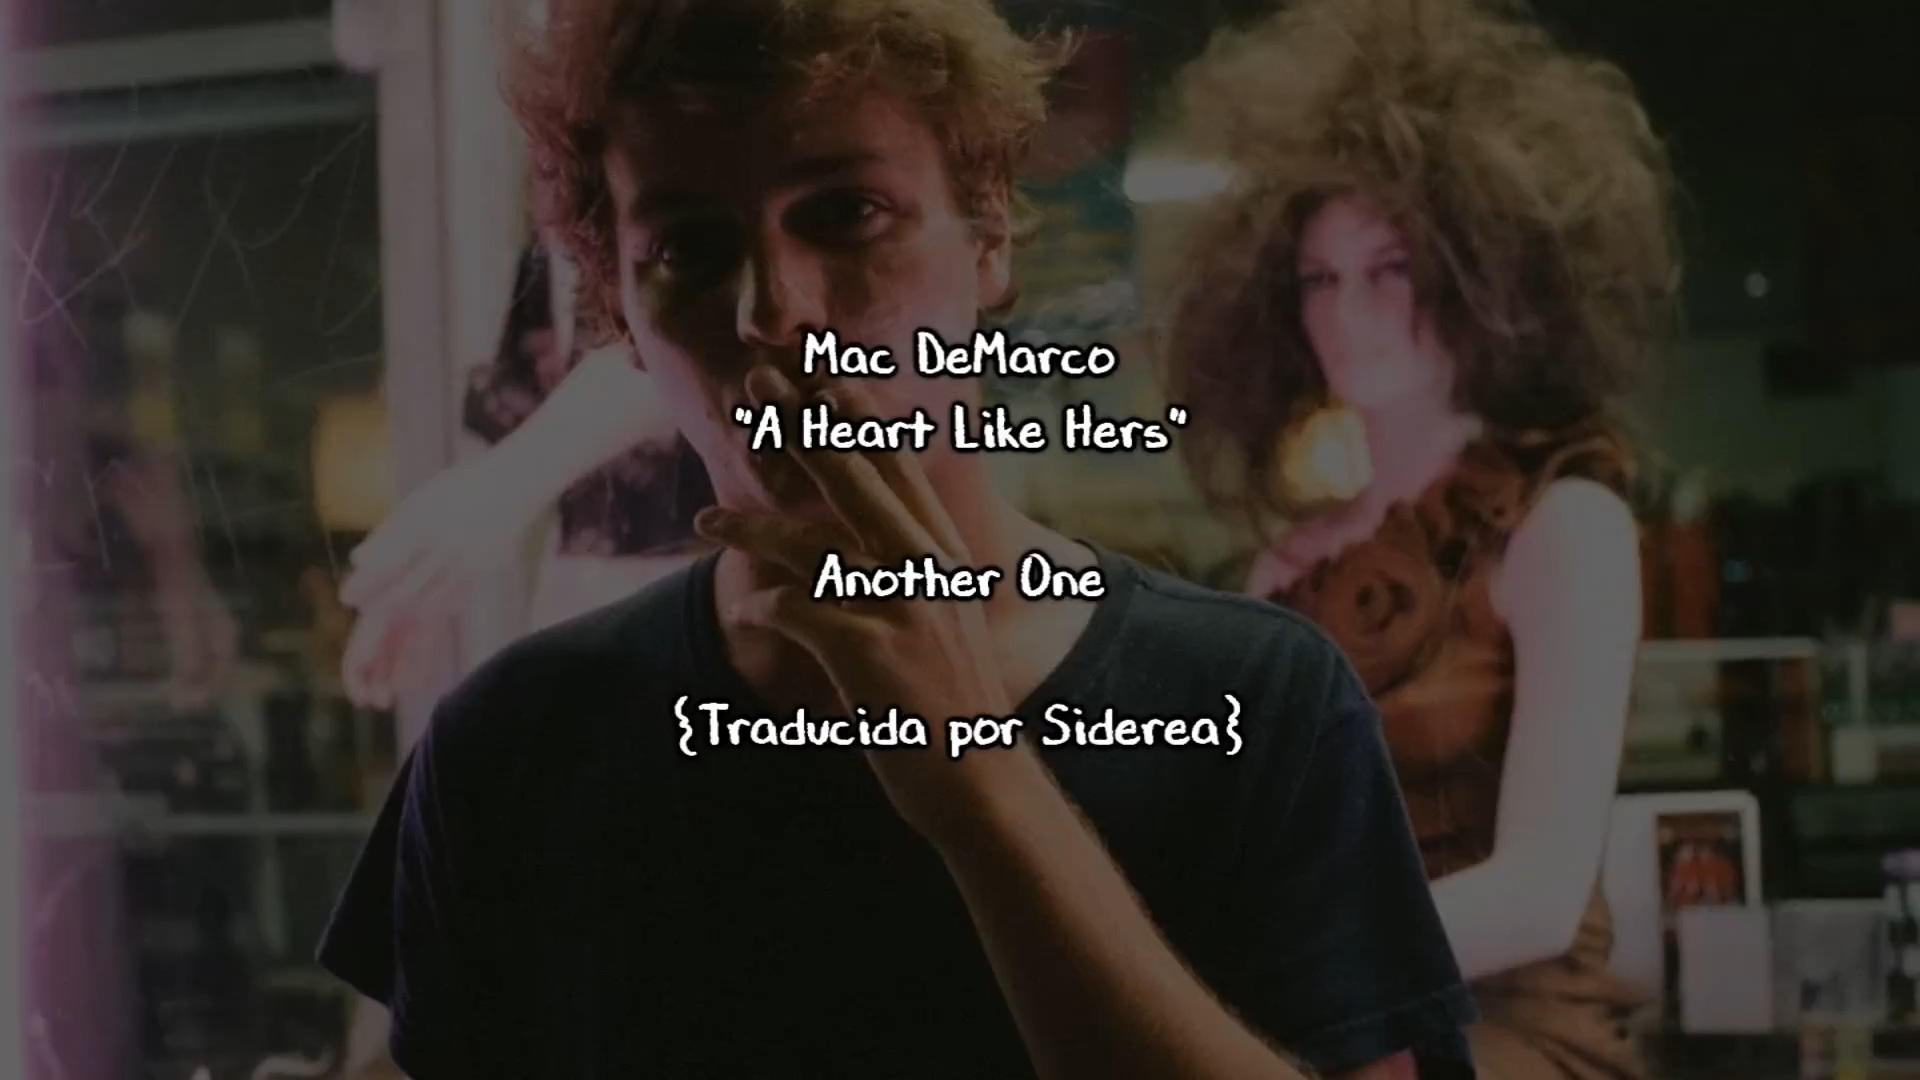 Mac DeMarco
"A Heart Like Hers"
Another One
{Traducida por Siderea}